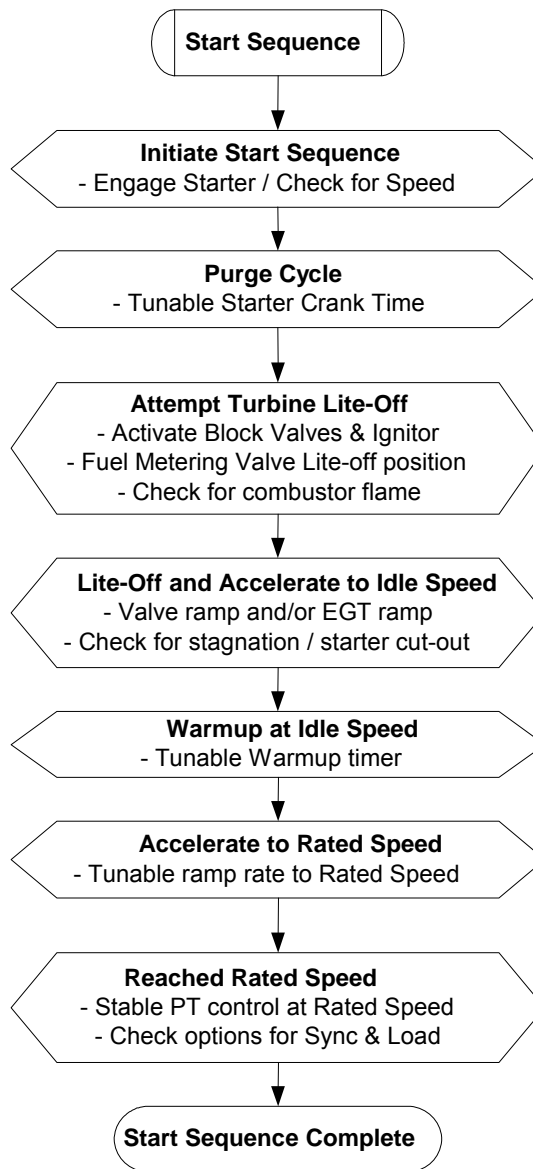 Start Sequence
Initiate Start Sequence
- Engage Starter / Check for Speed
Purge Cycle
- Tunable Starter Crank Time
Attempt Turbine Lite-Off
- Activate Block Valves & Ignitor
- Fuel Metering Valve Lite-off position
- Check for combustor flame
Lite-Off and Accelerate to Idle Speed
- Valve ramp and/or EGT ramp
- Check for stagnation / starter cut-out
Warmup at Idle Speed
- Tunable Warmup timer
Accelerate to Rated Speed
- Tunable ramp rate to Rated Speed
Reached Rated Speed
- Stable PT control at Rated Speed
- Check options for Sync & Load
Start Sequence Complete